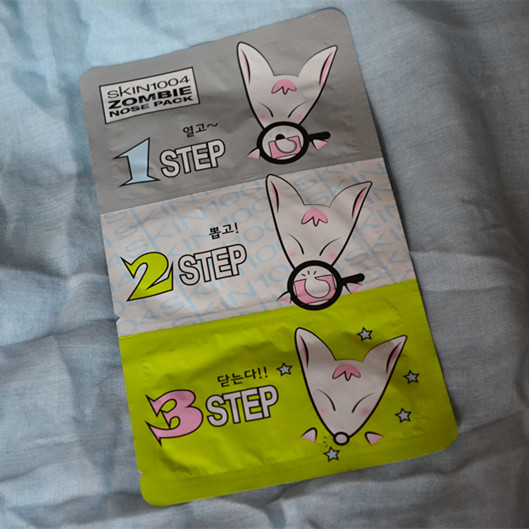 SKIN1004
ZOMBIE
NOSE PACK
열고~
1 STEP
뽑고!
2 STEP
닫는다!!
3 STEP